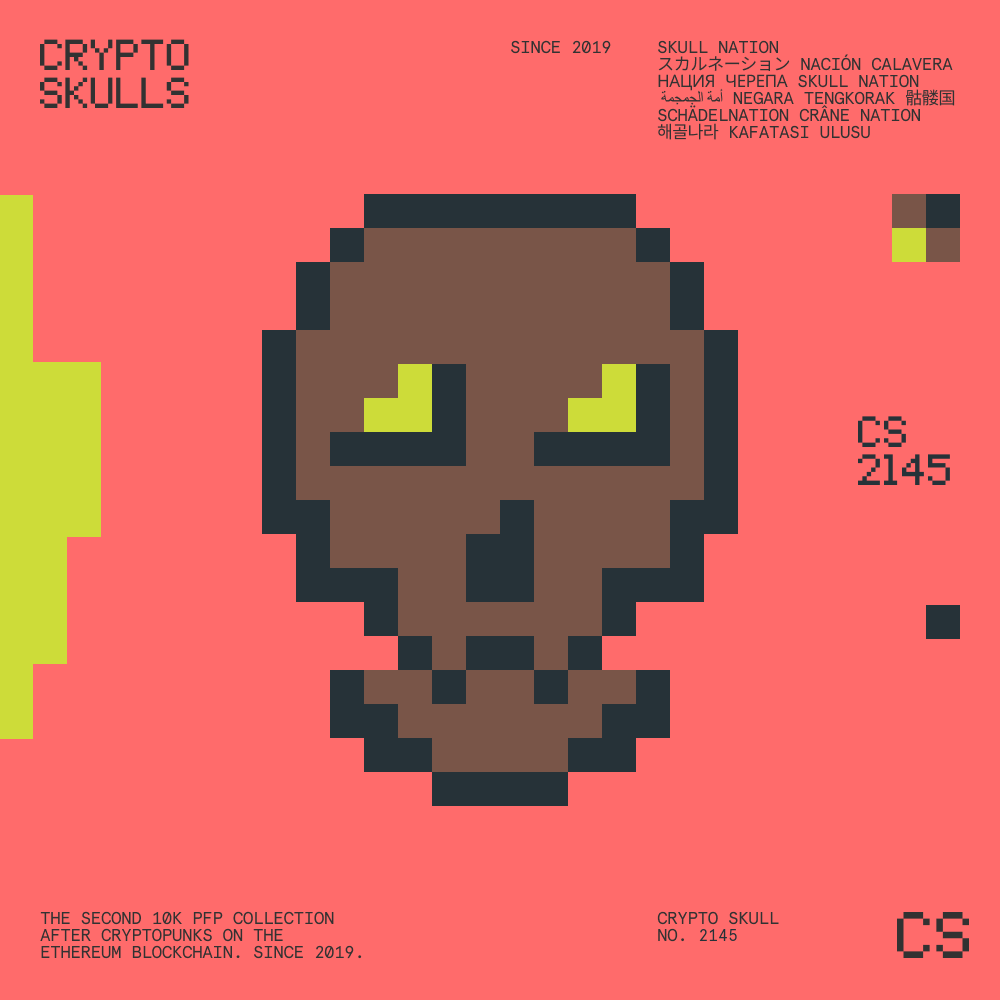 CRYPTO
SKULLS
SINCE 2019
SKULL NATION
スカルネーション NACIÓN CALAVERA
НАЦИЯ ЧЕРЕПА SKULL NATION
أمة الجمجمة NEGARA TENGKORAK 骷髅国
SCHÄDELNATION CRÂNE NATION
해골나라 KAFATASI ULUSU
CS
2145
THE SECOND 10K PFP COLLECTION
AFTER CRYPTOPUNKS ON THE
ETHEREUM BLOCKCHAIN. SINCE 2019.
CRYPTO SKULL
NO. 2145
CS